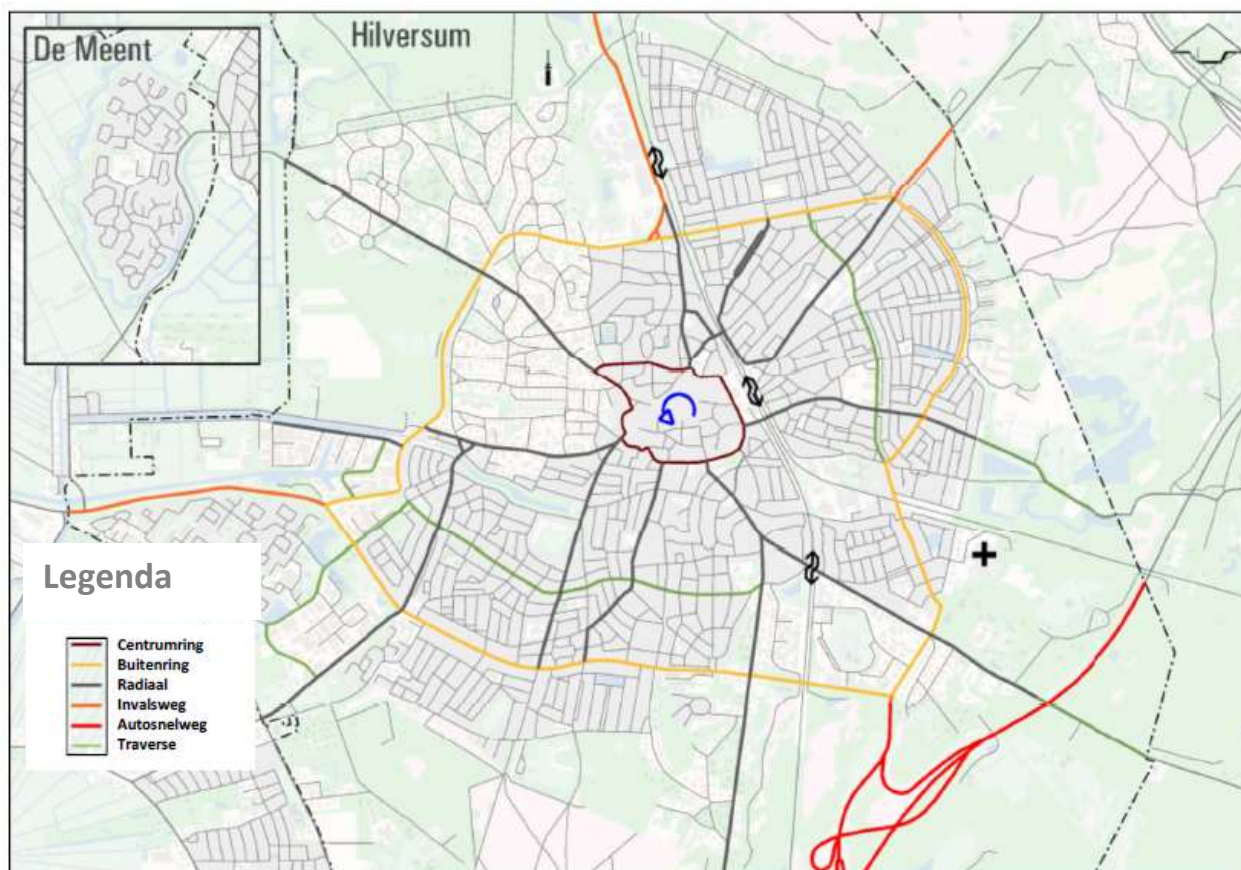 De Meent
Hilversum
Legenda
Centrumring
Buitenring
Radiaal
Invalsweg
Autosnelweg
Traverse